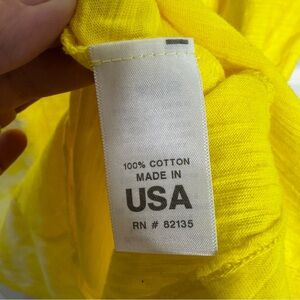 100% COTTON
MADE IN
USA
RN # 82135